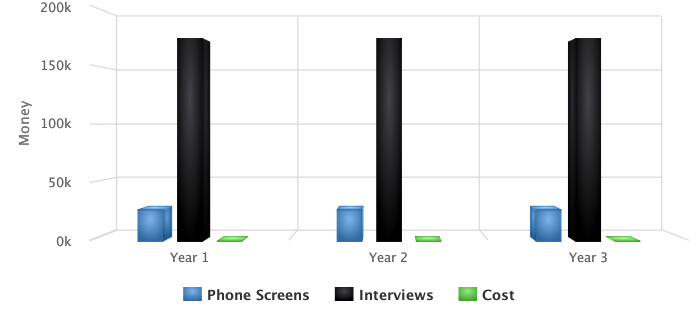 200k
150k
Money
100k
50k
0k
Year 1 Year 2 Year 3
Phone Screens Interviews Cost